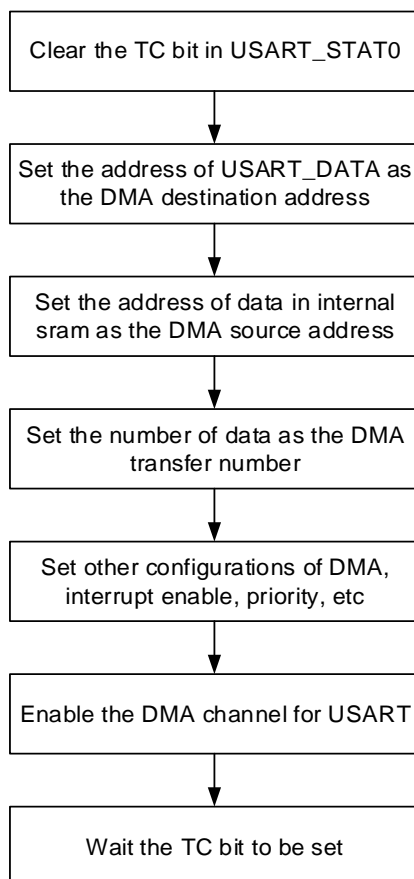 Clear the TC bit in USART_STAT0
Set the address of USART_DATA as
the DMA destination address
Set the address of data in internal
sram as the DMA source address
Set the number of data as the DMA
transfer number
Set other configurations of DMA,
interrupt enable, priority, etc
Enable the DMA channel for USART
Wait the TC bit to be set